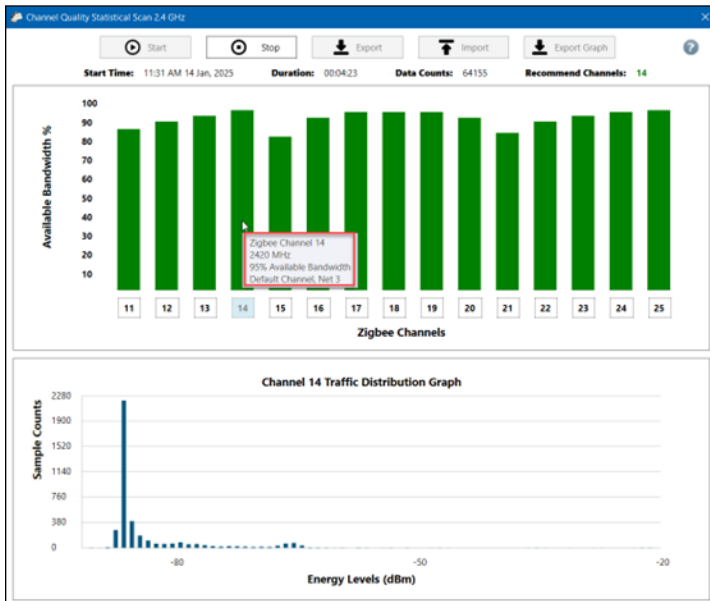 Channel Quality Statistical Scan 2.4 GHz
Start Stop Export Import Export Graph ?
Start Time: 11:31 AM 14 Jan, 2025 Duration: 00:04:23 Data Counts: 64155 Recommend Channels: 14
Available Bandwidth %
100
90
80
70
60
50
40
30
20
10
Zigbee Channel 14
2420 MHz
95% Available Bandwidth
Default Channel, Net 3
11 12 13 14 15 16 17 18 19 20 21 22 23 24 25
Zigbee Channels
Channel 14 Traffic Distribution Graph
Sample Counts
2280
1900
1520
1140
760
380
0
-80 -50 -20
Energy Levels (dBm)